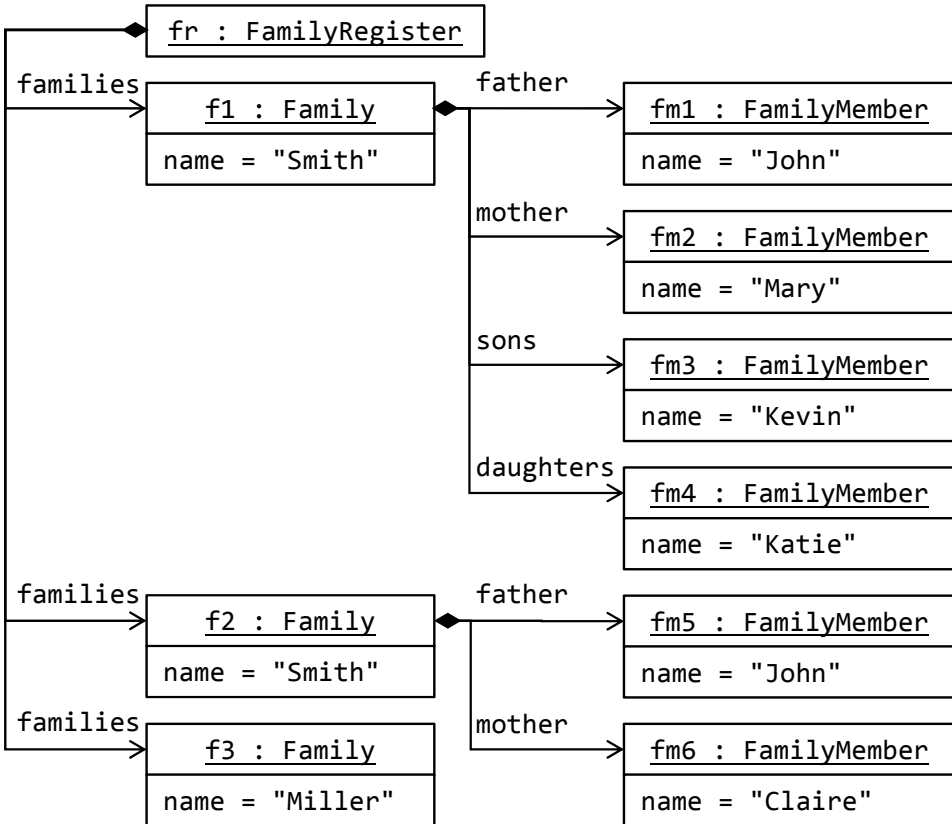 fr : FamilyRegister
families
f1 : Family
name = "Smith"
father
fm1 : FamilyMember
name = "John"
mother
fm2 : FamilyMember
name = "Mary"
sons
fm3 : FamilyMember
name = "Kevin"
daughters
fm4 : FamilyMember
name = "Katie"
families
f2 : Family
name = "Smith"
father
fm5 : FamilyMember
name = "John"
mother
fm6 : FamilyMember
name = "Claire"
families
f3 : Family
name = "Miller"